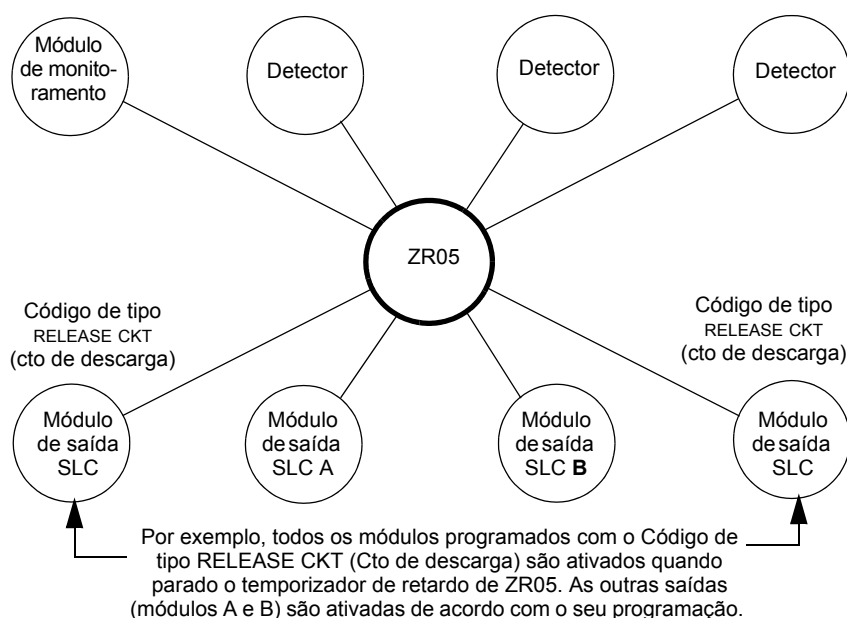 Módulo
de monito-
ramento
Detector
Detector
Detector
ZR05
Código de tipo
RELEASE CKT
(cto de descarga)
Código de tipo
RELEASE CKT
(cto de descarga)
Módulo
de saída
SLC
Módulo
de saída
SLC A
Módulo
de saída
SLC B
Módulo
de saída
SLC
Por exemplo, todos os módulos programados com o Código de
tipo RELEASE CKT (Cto de descarga) são ativados quando
parado o temporizador de retardo de ZR05. As outras saídas
(módulos A e B) são ativadas de acordo com o seu programação.